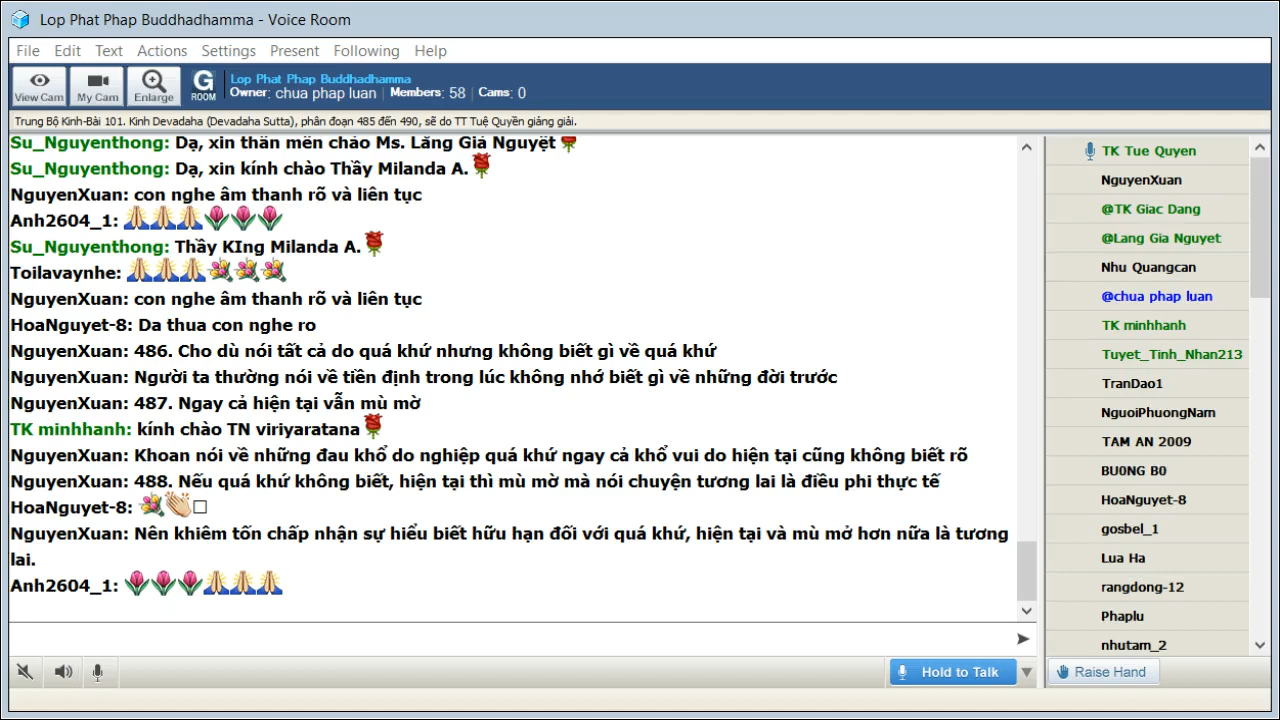 Lop Phat Phap Buddhadhamma - Voice Room
File Edit Text Actions Settings Present Following Help
View Cam My Cam Enlarge G ROOM
Lop Phat Phap Buddhadhamma
Owner: chua phap luan | Members: 58 | Cams: 0
Trung Bộ Kinh-Bài 101. Kinh Devadaha (Devadaha Sutta), phân đoạn 485 đến 490, sẽ do TT Tuệ Quyền giảng giải.
Su_Nguyenthong: Dạ, xin thân mến chào Ms. Lăng Giả Nguyệt
Su_Nguyenthong: Dạ, xin kính chào Thầy Milanda A.
NguyenXuan: con nghe âm thanh rõ và liên tục
Anh2604_1:
Su_Nguyenthong: Thầy KIng Milanda A.
Toilavaynhe:
NguyenXuan: con nghe âm thanh rõ và liên tục
HoaNguyet-8: Da thua con nghe ro
NguyenXuan: 486. Cho dù nói tất cả do quá khứ nhưng không biết gì về quá khứ
NguyenXuan: Người ta thường nói về tiền định trong lúc không nhớ biết gì về những đời trước
NguyenXuan: 487. Ngay cả hiện tại vẫn mù mờ
TK minhhanh: kính chào TN viriyaratana
NguyenXuan: Khoan nói về những đau khổ do nghiệp quá khứ ngay cả khổ vui do hiện tại cũng không biết rõ
NguyenXuan: 488. Nếu quá khứ không biết, hiện tại thì mù mờ mà nói chuyện tương lai là điều phi thực tế
HoaNguyet-8:
NguyenXuan: Nên khiêm tốn chấp nhận sự hiểu biết hữu hạn đối với quá khứ, hiện tại và mù mở hơn nữa là tương
lai.
Anh2604_1:
Hold to Talk
TK Tue Quyen
NguyenXuan
@TK Giac Dang
@Lang Gia Nguyet
Nhu Quangcan
@chua phap luan
TK minhhanh
Tuyet_Tinh_Nhan213
TranDao1
NguoiPhuongNam
TAM AN 2009
BU0NG B0
HoaNguyet-8
gosbel_1
Lua Ha
rangdong-12
Phaplu
nhutam_2
Raise Hand